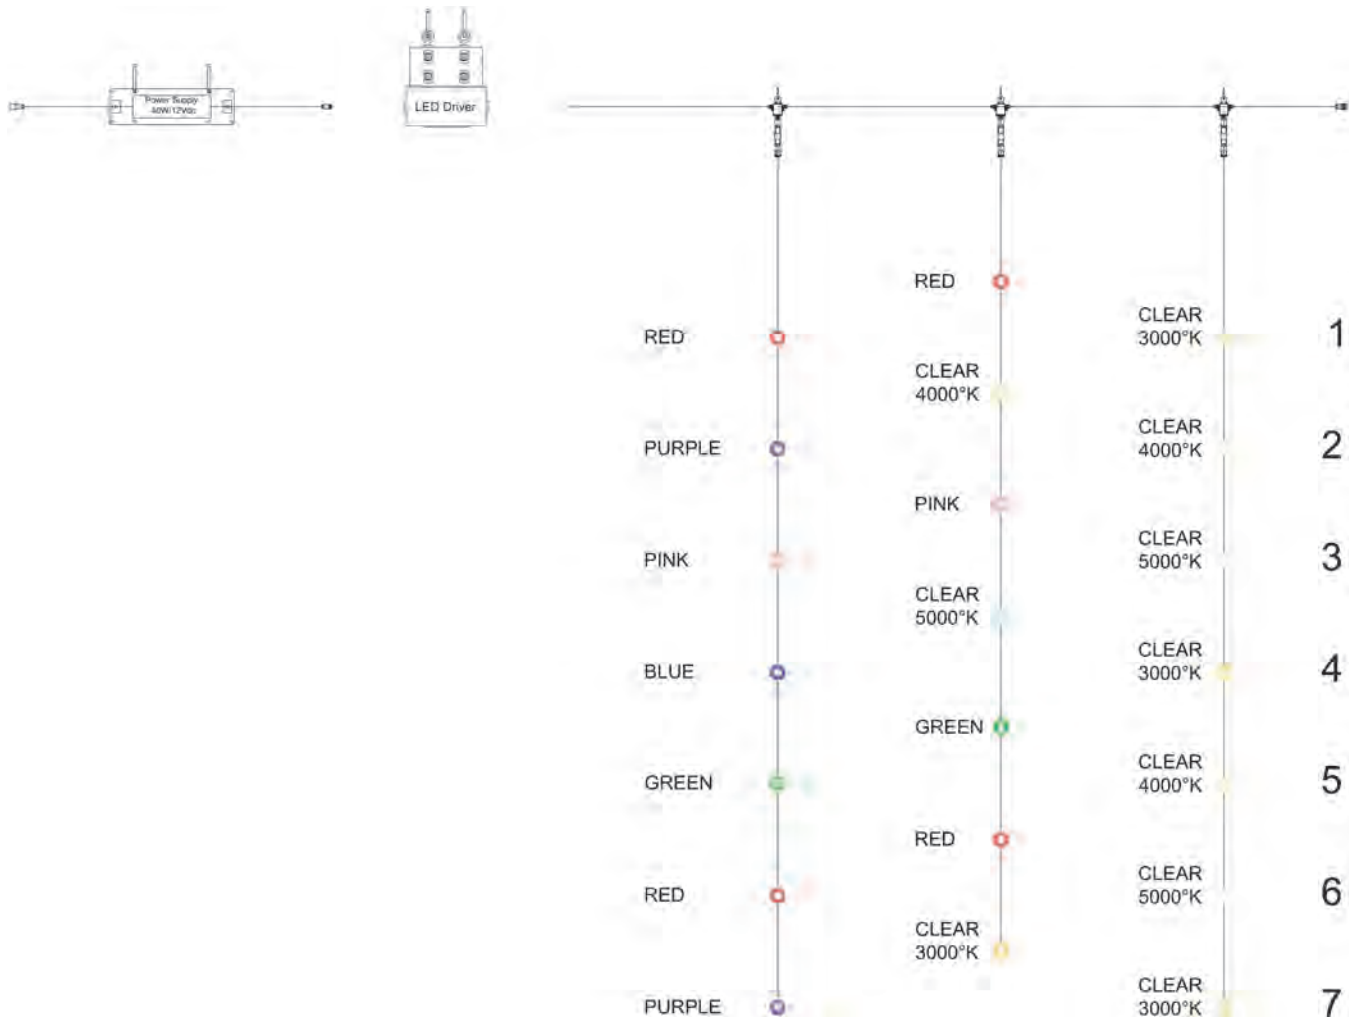 Power Supply
40W/12Vdc
LED Driver
RED
CLEAR
RED
3000°K
1
CLEAR
4000°K
CLEAR
PURPLE
4000°K
2
PINK
CLEAR
PINK
5000°K
3
CLEAR
5000°K
CLEAR
BLUE
3000°K
4
GREEN
CLEAR
GREEN
4000°K
5
RED
CLEAR
RED
5000°K
6
CLEAR
3000°K
CLEAR
PURPLE
3000°K
7